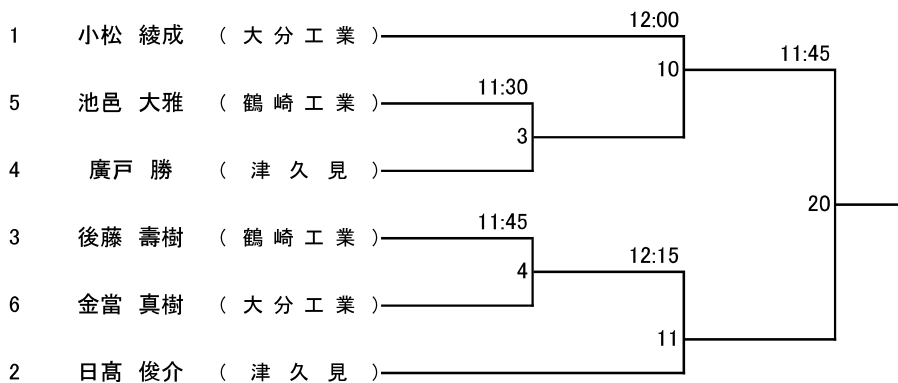 12:00
1 小松 綾成 ( 大 分 工 業 )
11:45
10
11:30
5 池邑 大雅 ( 鶴 崎 工 業 )
3
4 廣戸 勝 ( 津 久 見 )
20
11:45
3 後藤 壽樹 ( 鶴 崎 工 業 )
12:15
4
6 金當 真樹 ( 大 分 工 業 )
11
2 日髙 俊介 ( 津 久 見 )